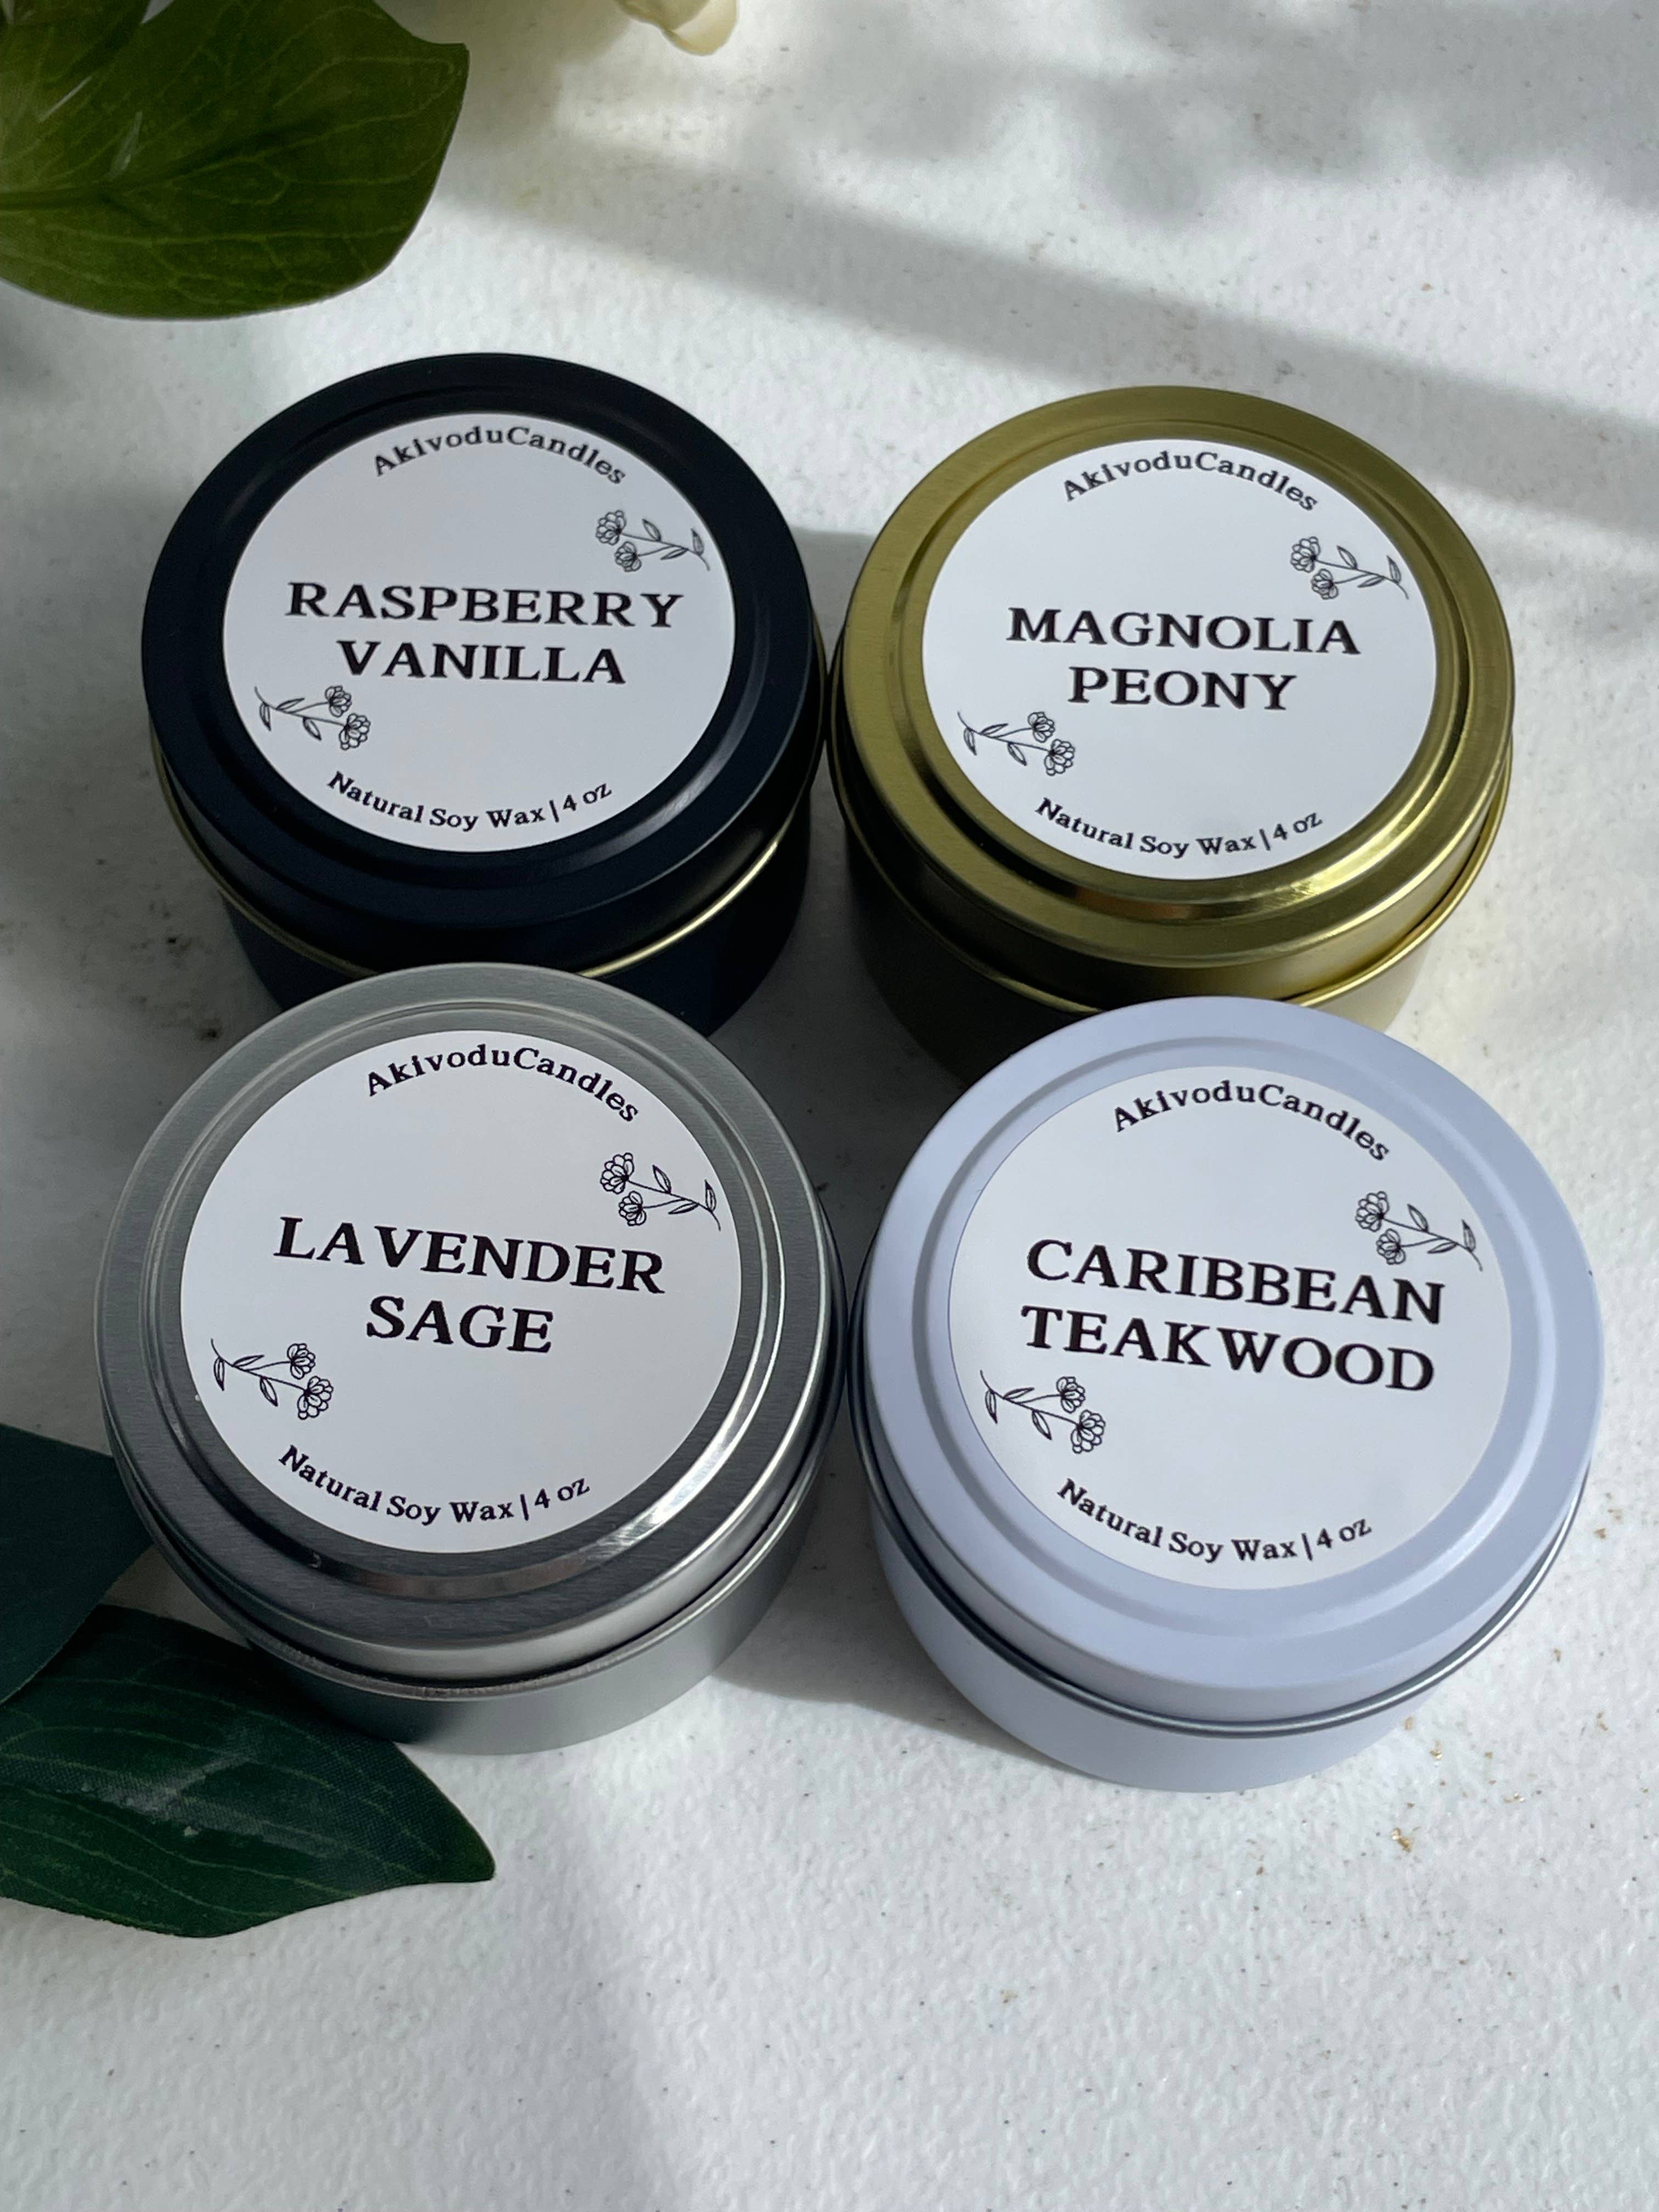 AkivoduCandles
RASPBERRY
VANILLA
Natural Soy Wax | 4 oz
AkivoduCandles
MAGNOLIA
PEONY
Natural Soy Wax | 4 oz
AkivoduCandles
LAVENDER
SAGE
Natural Soy Wax | 4 oz
AkivoduCandles
CARIBBEAN
TEAKWOOD
Natural Soy Wax | 4 oz